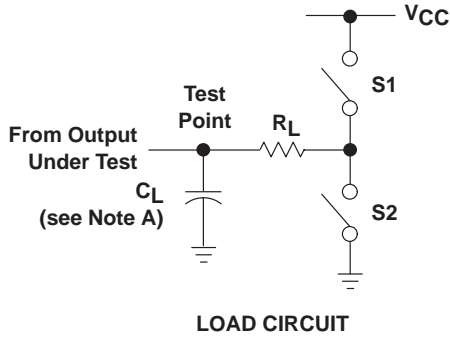 VCC
S1
Test
Point
RL
From Output
Under Test
CL
(see Note A)
S2
LOAD CIRCUIT